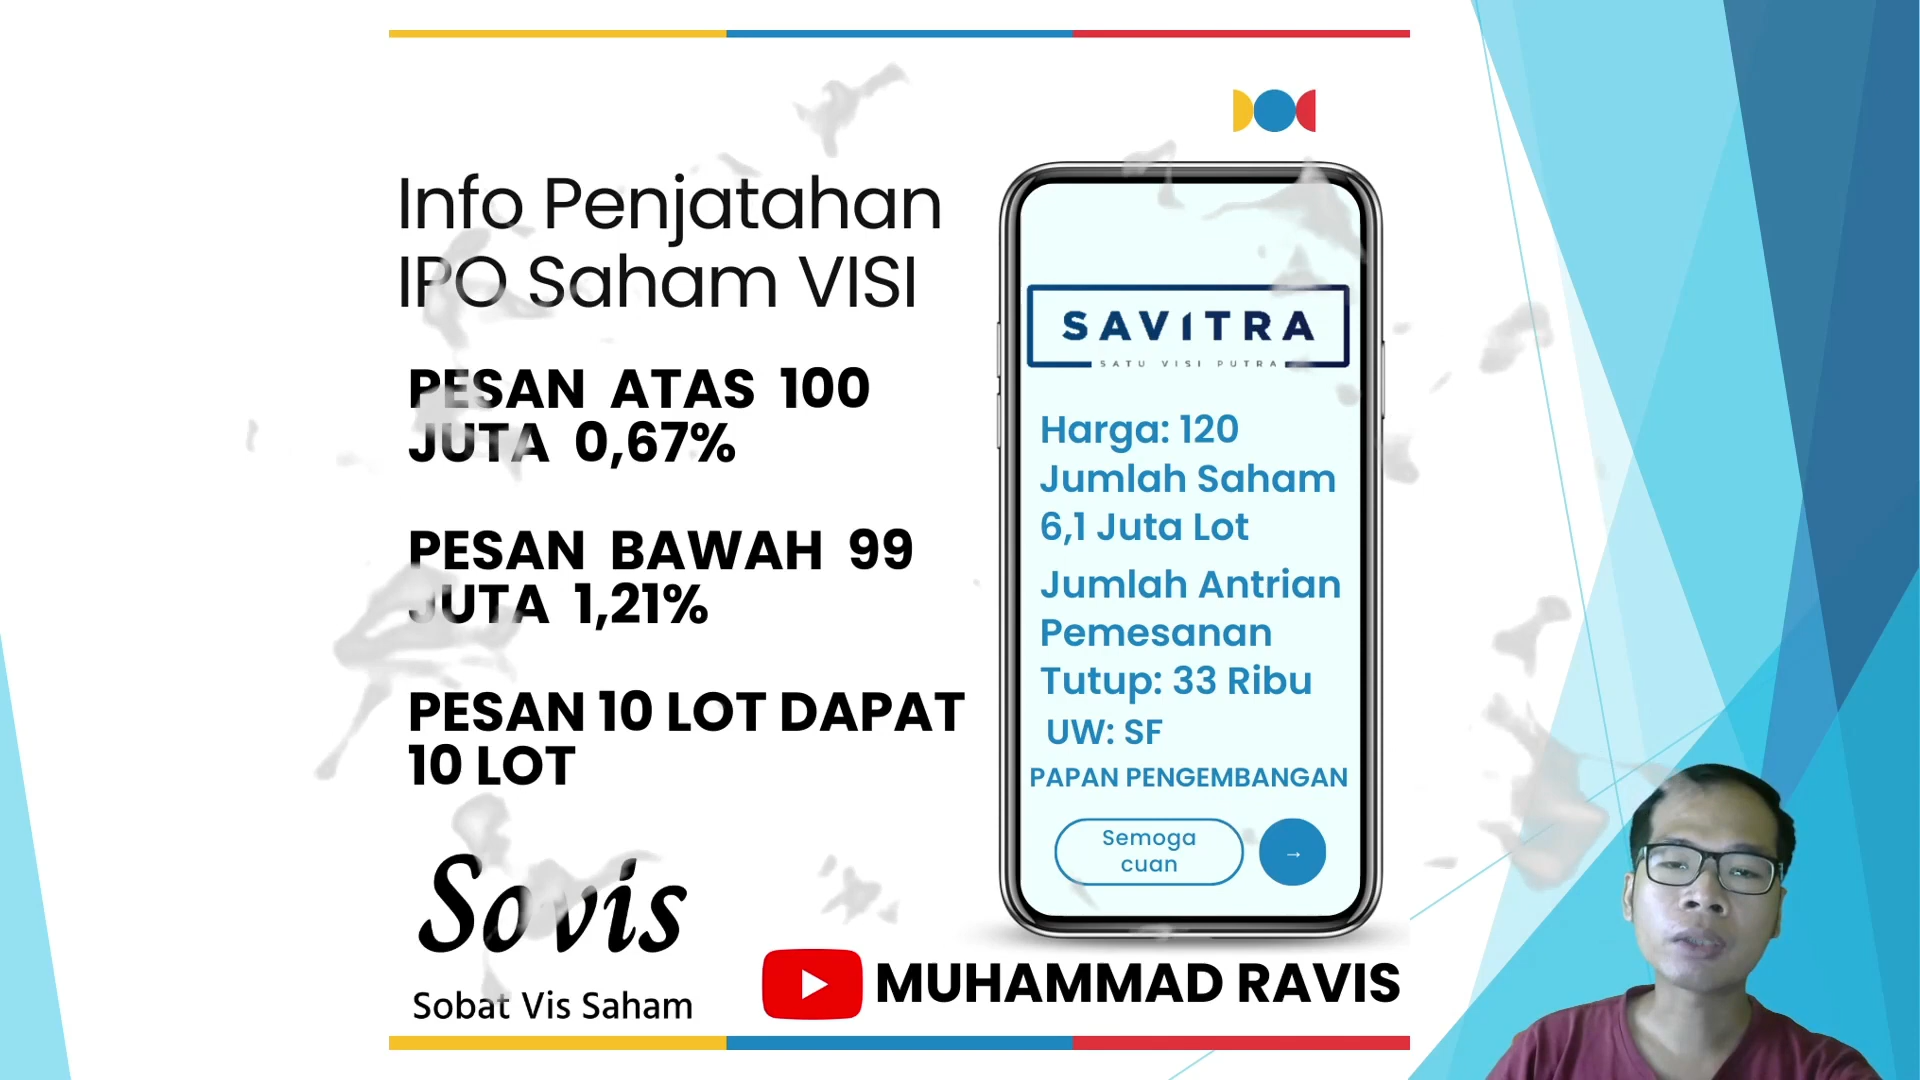 Info Penjatahan
IPO Saham VISI
PESAN ATAS 100
JUTA 0,67%
PESAN BAWAH 99
JUTA 1,21%
PESAN 10 LOT DAPAT
10 LOT
Sovis
Sobat Vis Saham
SAVITRA
SATU VISI PUTRA
Harga: 120
Jumlah Saham
6,1 Juta Lot
Jumlah Antrian
Pemesanan
Tutup: 33 Ribu
UW: SF
PAPAN PENGEMBANGAN
Semoga
cuan
→
MUHAMMAD RAVIS